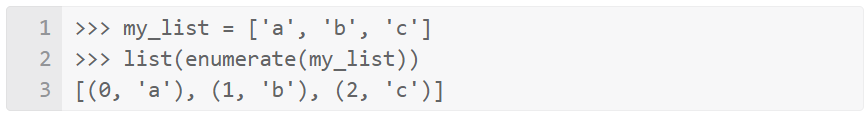 1 >>> my_list = ['a', 'b', 'c']
2 >>> list(enumerate(my_list))
3 [(0, 'a'), (1, 'b'), (2, 'c')]